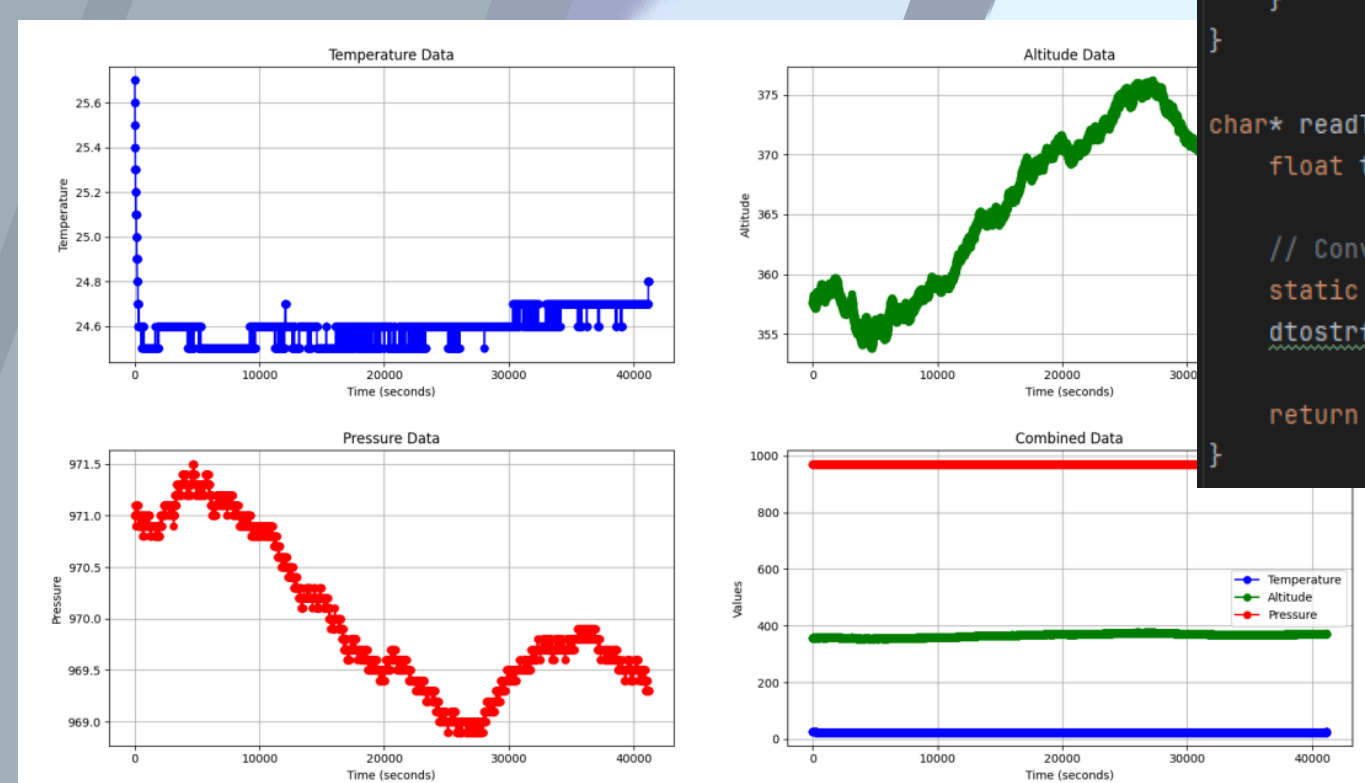 Temperature Data
Temperature
25.6
25.4
25.2
25.0
24.8
24.6
0 10000 20000 30000 40000
Time (seconds)
Altitude Data
Altitude
375
370
365
360
355
0 10000 20000
Time (seconds)
Pressure Data
Pressure
971.5
971.0
970.5
970.0
969.5
969.0
0 10000 20000 30000 40000
Time (seconds)
Combined Data
Values
1000
800
600
400
200
0
Temperature
Altitude
Pressure
0 10000 20000 30000 40000
Time (seconds)
}
}
char* read
float
//
static
return
}